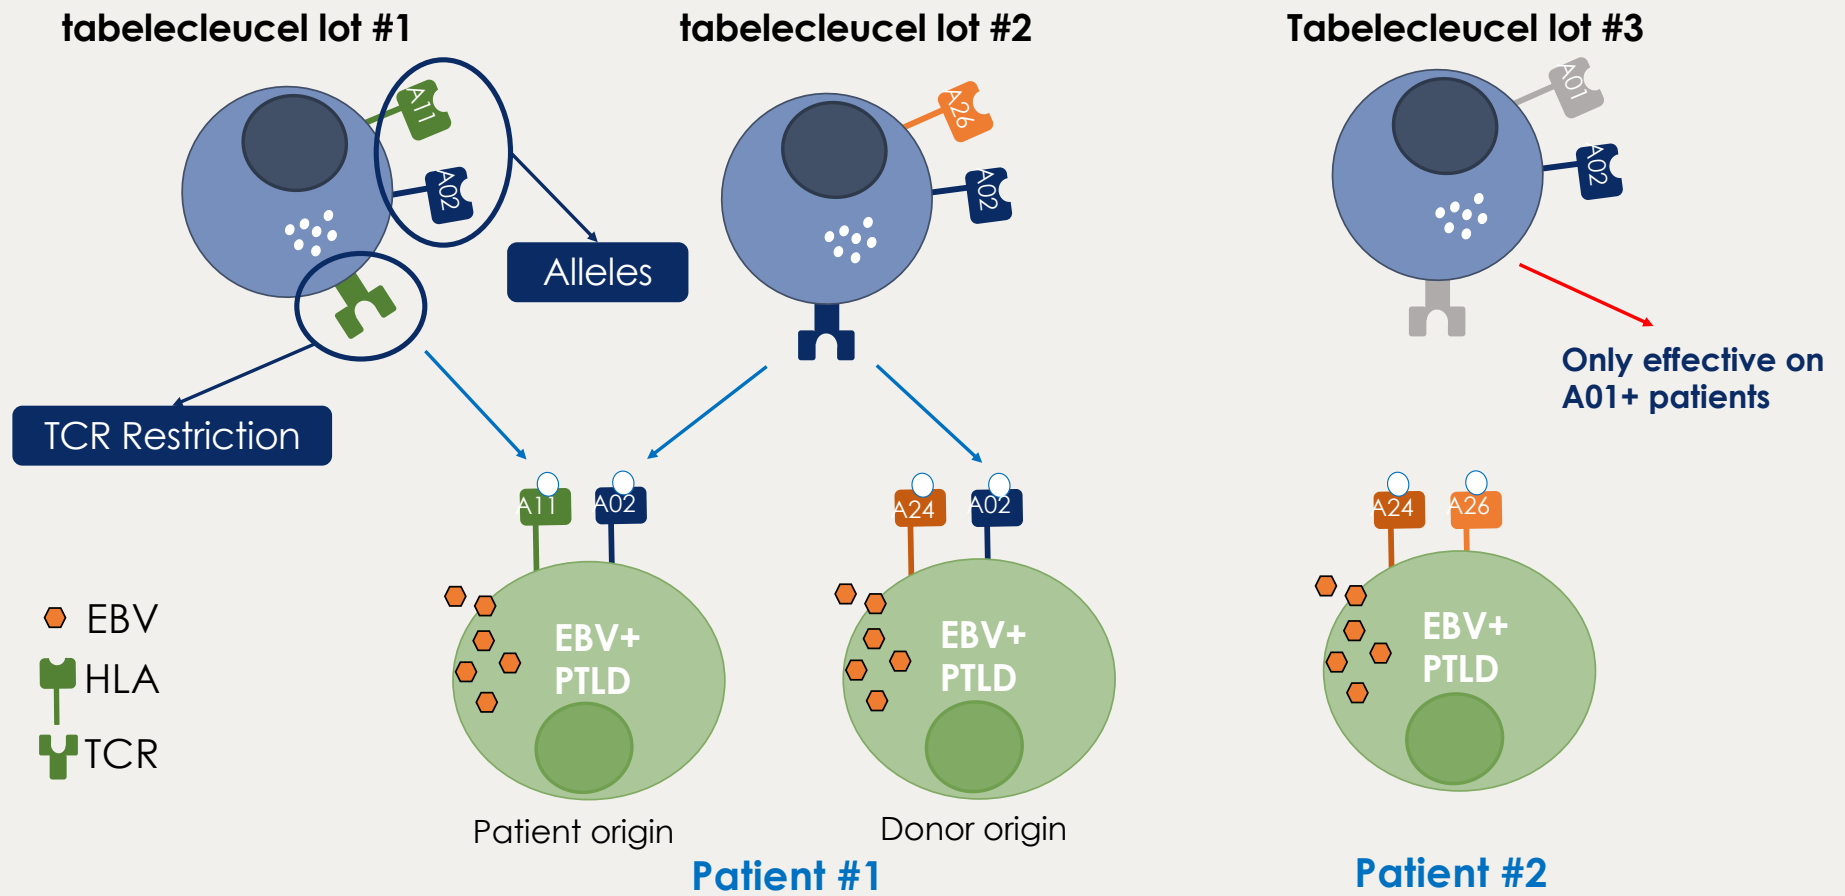 tabelecleucel lot #1
tabelecleucel lot #2
Tabelecleucel lot #3
A11
A02
A26
A02
A01
A02
Alleles
TCR Restriction
Only effective on
A01+ patients
A11
A02
A24
A02
A24
A26
EBV
HLA
TCR
EBV+
PTLD
EBV+
PTLD
EBV+
PTLD
Patient origin
Donor origin
Patient #1
Patient #2